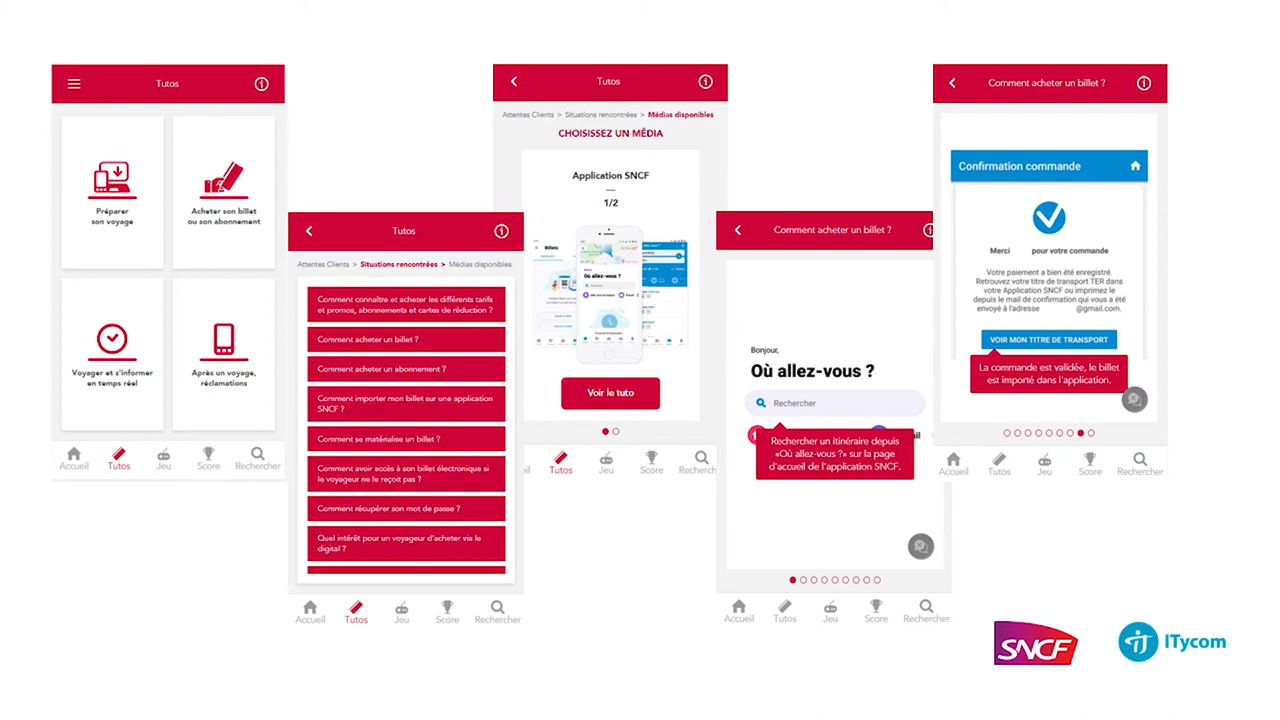 Tutos
Préparer
son voyage
Acheter son billet
ou son abonnement
Voyager et s'informer
en temps réel
Après un voyage,
réclamations
Accueil Tutos Jeu Score Rechercher
Tutos
Attentes Clients > Situations rencontrées > Médias disponibles
Comment connaître et acheter les différents tarifs
et promos, abonnements et cartes de réduction ?
Comment acheter un billet ?
Comment acheter un abonnement ?
Comment importer mon billet sur une application
SNCF ?
Comment se matérialise un billet ?
Comment avoir accès à son billet électronique si
le voyageur ne le reçoit pas ?
Comment récupérer son mot de passe ?
Quel intérêt pour un voyageur d'acheter via le
digital ?
Accueil Tutos Jeu Score Rechercher
Tutos
Attentes Clients > Situations rencontrées > Médias disponibles
CHOISISSEZ UN MÉDIA
Application SNCF
1/2
Billets
Où allez-vous ?
Voir le tuto
il Tutos Jeu Score Recherch
Comment acheter un billet ?
Bonjour,
Où allez-vous ?
Rechercher
1
Rechercher un itinéraire depuis
«Où allez-vous ?» sur la page
d'accueil de l'application SNCF.
Accueil Tutos Jeu Score Rechercher
Comment acheter un billet ?
Confirmation commande
Merci pour votre commande
Votre paiement a bien été enregistré.
Retrouvez votre titre de transport TER dans
votre Application SNCF ou imprimez le
depuis le mail de confirmation qui vous a été
envoyé à l'adresse @gmail.com.
VOIR MON TITRE DE TRANSPORT
La commande est validée, le billet
est importé dans l'application.
Accueil Tutos Jeu Score Rechercher
SNCF
ITycom